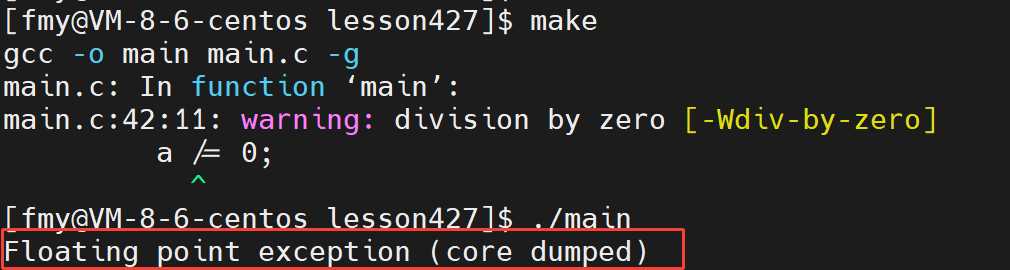 [fmy@VM-8-6-centos lesson427]$ make
gcc -o main main.c -g
main.c: In function ‘main’:
main.c:42:11: warning: division by zero [-Wdiv-by-zero]
a /= 0;
^
[fmy@VM-8-6-centos lesson427]$ ./main
Floating point exception (core dumped)